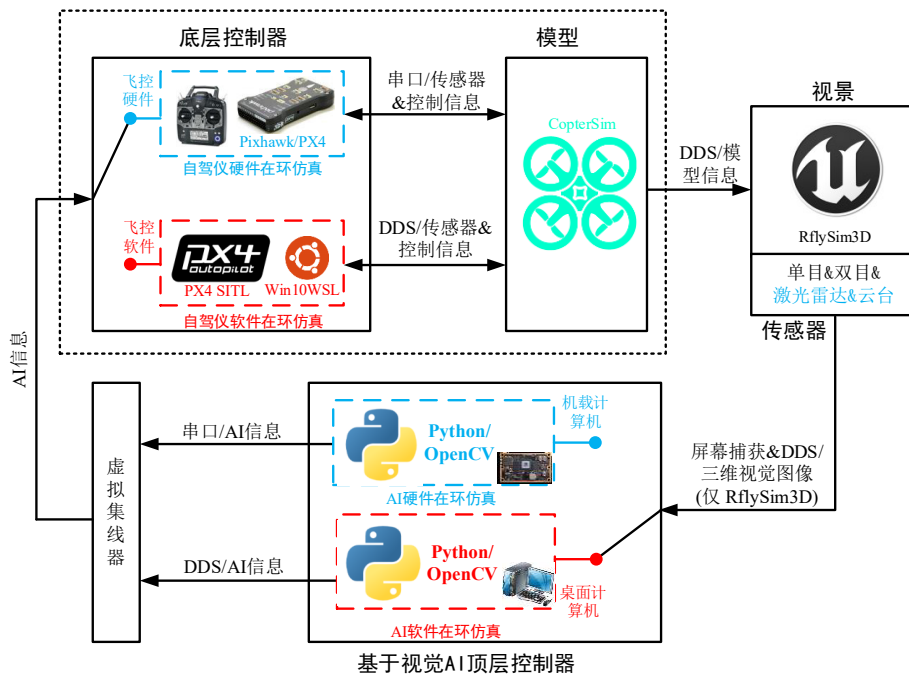 底层控制器
模型
飞控
硬件
Pixhawk/PX4
自驾仪硬件在环仿真
串口/传感器
&控制信息
CopterSim
视景
DDS/模
型信息
RflySim3D
飞控
软件
px4
autopilot
PX4 SITL
Win10WSL
自驾仪软件在环仿真
DDS/传感器&
控制信息
单目&双目&
激光雷达&云台
传感器
AI信息
虚拟集线器
串口/AI信息
DDS/AI信息
Python/
OpenCV
机载计
算机
AI硬件在环仿真
Python/
OpenCV
桌面计
算机
AI软件在环仿真
屏幕捕获&DDS/
三维视觉图像
(仅 RflySim3D)
基于视觉AI顶层控制器